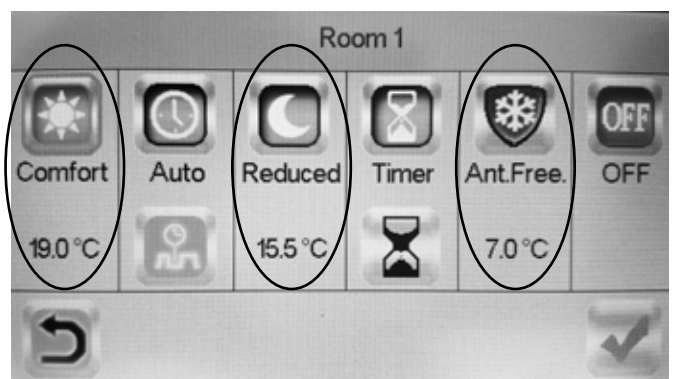 Room 1
OFF
Comfort Auto Reduced Timer Ant.Free. OFF
19.0 °C 15.5 °C 7.0 °C